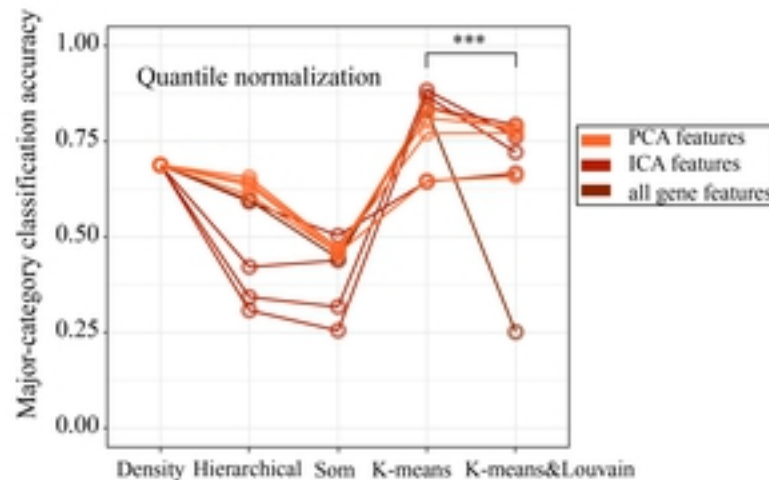 Major-category classification accuracy
1.00
0.75
0.50
0.25
0.00
Quantile normalization
***
PCA features
ICA features
all gene features
Density Hierarchical Som K-means K-means&Louvain